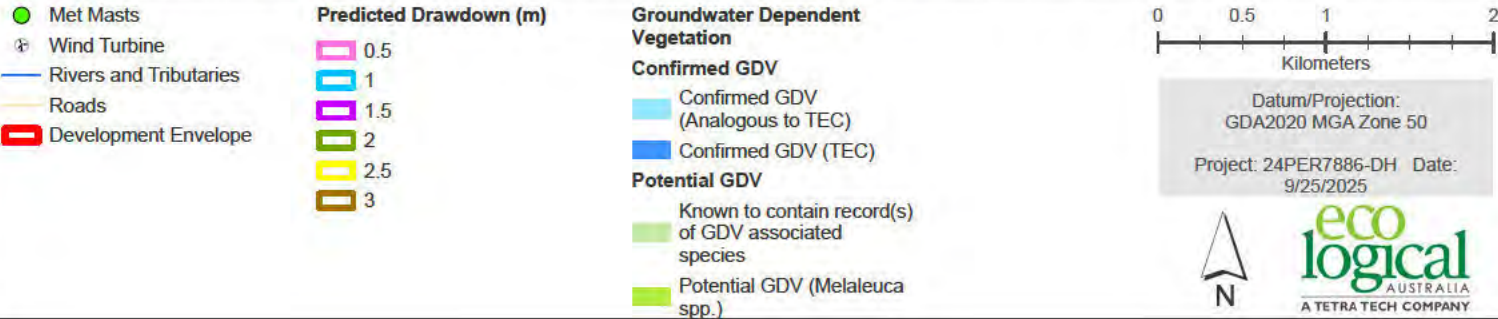 Met Masts
Wind Turbine
Rivers and Tributaries
Roads
Development Envelope
Predicted Drawdown (m)
0.5
1
1.5
2
2.5
3
Groundwater Dependent
Vegetation
Confirmed GDV
Confirmed GDV
(Analogous to TEC)
Confirmed GDV (TEC)
Potential GDV
Known to contain record(s)
of GDV associated
species
Potential GDV (Melaleuca
spp.)
0 0.5 1 2
Kilometers
Datum/Projection:
GDA2020 MGA Zone 50
Project: 24PER7886-DH Date:
9/25/2025
N
eco
logical
AUSTRALIA
A TETRA TECH COMPANY